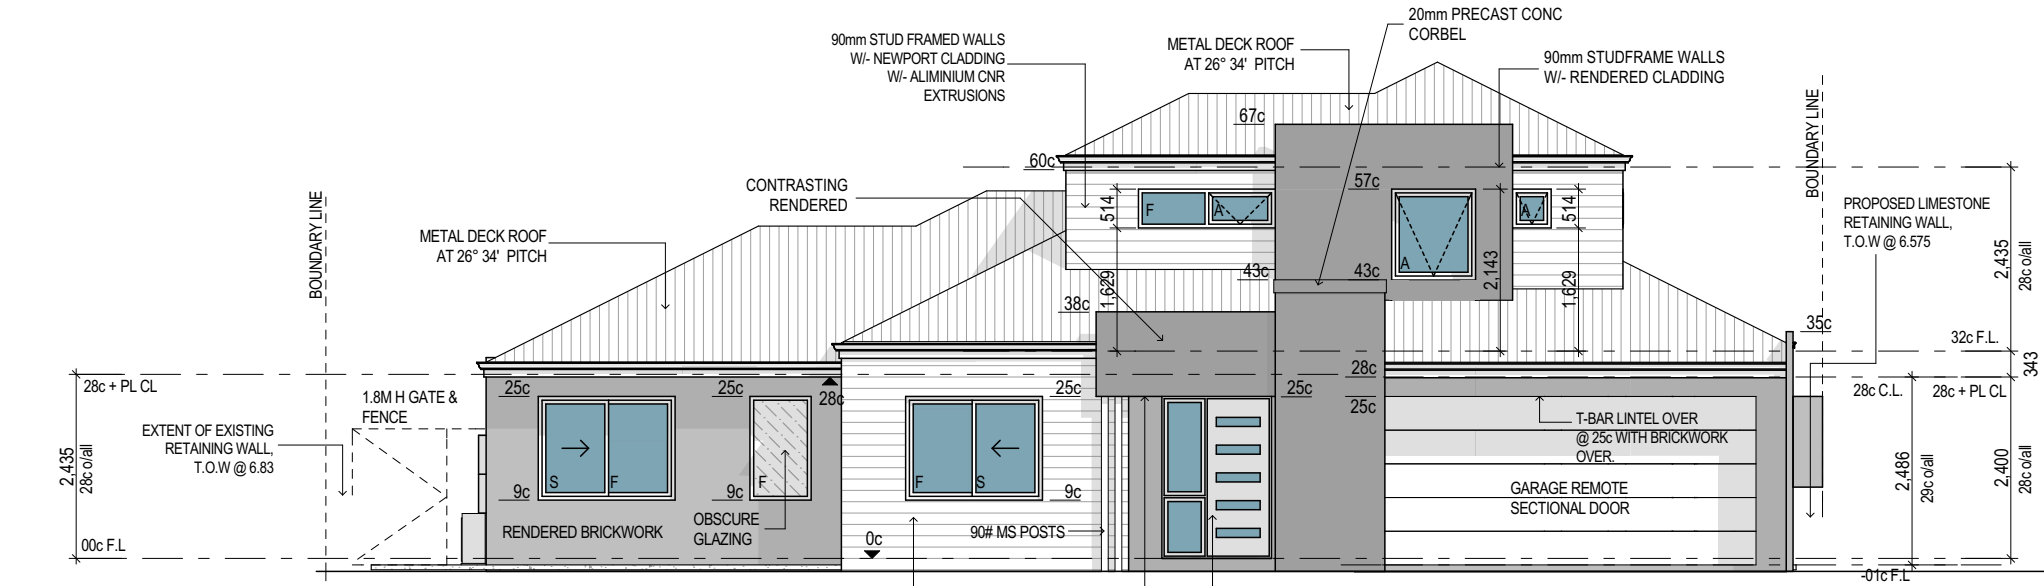 20mm PRECAST CONC
CORBEL
90mm STUD FRAMED WALLS
W/- NEWPORT CLADDING
W/- ALIMINIUM CNR
EXTRUSIONS
METAL DECK ROOF
AT 26° 34' PITCH
90mm STUDFRAME WALLS
W/- RENDERED CLADDING
BOUNDARY LINE
67c
60c
57c
CONTRASTING
RENDERED
F
A
A
A
514
514
1,629
1,629
2,143
43c
43c
PROPOSED LIMESTONE
RETAINING WALL,
T.O.W @ 6.575
2,435
28c o/all
BOUNDARY LINE
METAL DECK ROOF
AT 26° 34' PITCH
38c
35c
32c F.L.
343
28c + PL CL
28c
28c
28c C.L.
28c + PL CL
25c
25c
25c
25c
25c
1.8M H GATE &
FENCE
EXTENT OF EXISTING
RETAINING WALL,
T.O.W @ 6.83
2,435
28c o/all
T-BAR LINTEL OVER
@ 25c WITH BRICKWORK
OVER.
2,486
29c o/all
2,400
28c o/all
S
F
F
F
S
9c
9c
9c
GARAGE REMOTE
SECTIONAL DOOR
RENDERED BRICKWORK
OBSCURE
GLAZING
90# MS POSTS
0c
00c F.L
-01c F.L